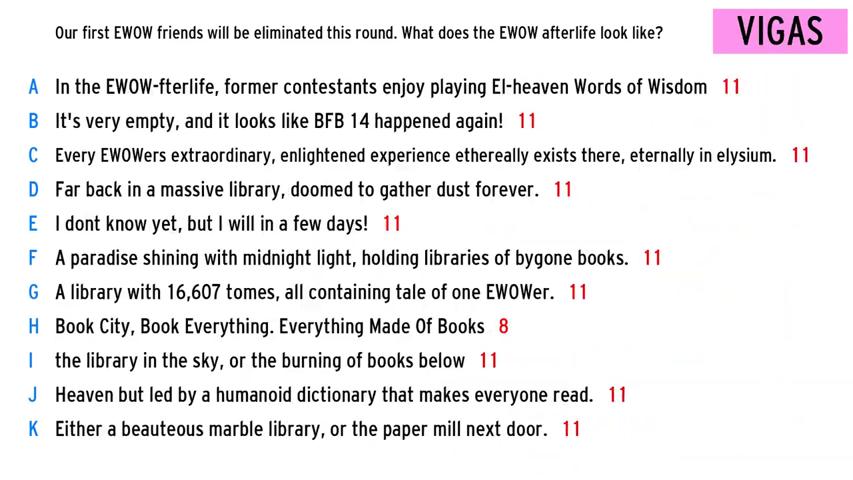 Our first EWOW friends will be eliminated this round. What does the EWOW afterlife look like?
VIGAS
A In the EWOW-fterlife, former contestants enjoy playing El-heaven Words of Wisdom 11
B It's very empty, and it looks like BFB 14 happened again! 11
C Every EWOWers extraordinary, enlightened experience ethereally exists there, eternally in elysium. 11
D Far back in a massive library, doomed to gather dust forever. 11
E I dont know yet, but I will in a few days! 11
F A paradise shining with midnight light, holding libraries of bygone books. 11
G A library with 16,607 tomes, all containing tale of one EWOWer. 11
H Book City, Book Everything. Everything Made Of Books 8
I the library in the sky, or the burning of books below 11
J Heaven but led by a humanoid dictionary that makes everyone read. 11
K Either a beauteous marble library, or the paper mill next door. 11